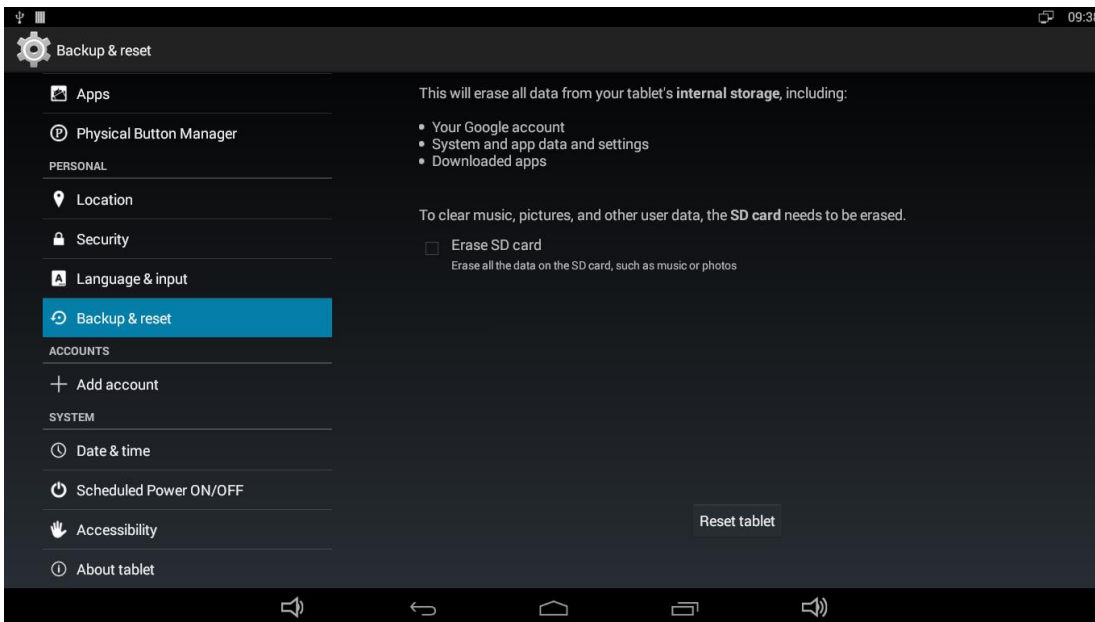 09:38
Backup & reset
Apps
Physical Button Manager
PERSONAL
Location
Security
Language & input
Backup & reset
ACCOUNTS
Add account
SYSTEM
Date & time
Scheduled Power ON/OFF
Accessibility
About tablet
This will erase all data from your tablet's internal storage, including:
• Your Google account
• System and app data and settings
• Downloaded apps
To clear music, pictures, and other user data, the SD card needs to be erased.
Erase SD card
Erase all the data on the SD card, such as music or photos
Reset tablet